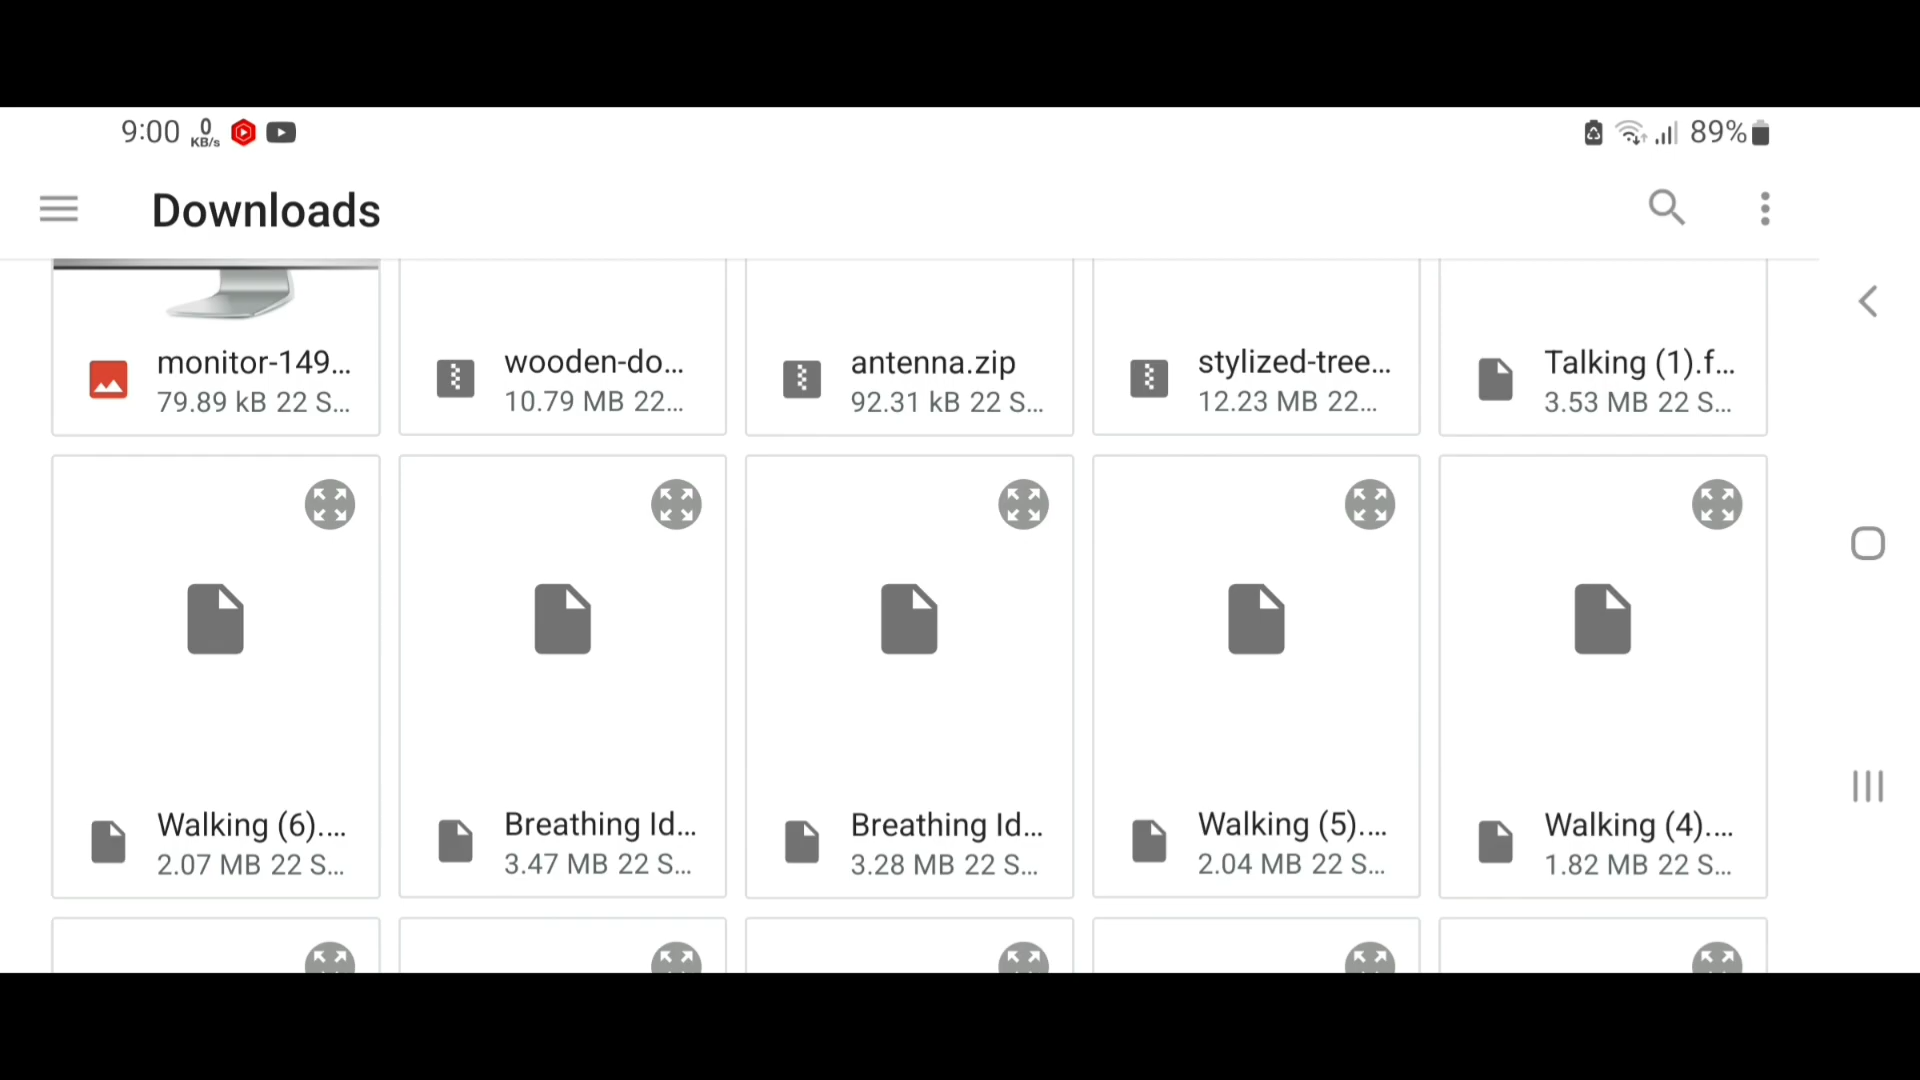 9:00 0 KB/s 89%
Downloads
monitor-149...
79.89 kB 22 S...
wooden-do...
10.79 MB 22...
antenna.zip
92.31 kB 22 S...
stylized-tree...
12.23 MB 22...
Talking (1).f...
3.53 MB 22 S...
Walking (6)....
2.07 MB 22 S...
Breathing Id...
3.47 MB 22 S...
Breathing Id...
3.28 MB 22 S...
Walking (5)....
2.04 MB 22 S...
Walking (4)....
1.82 MB 22 S...